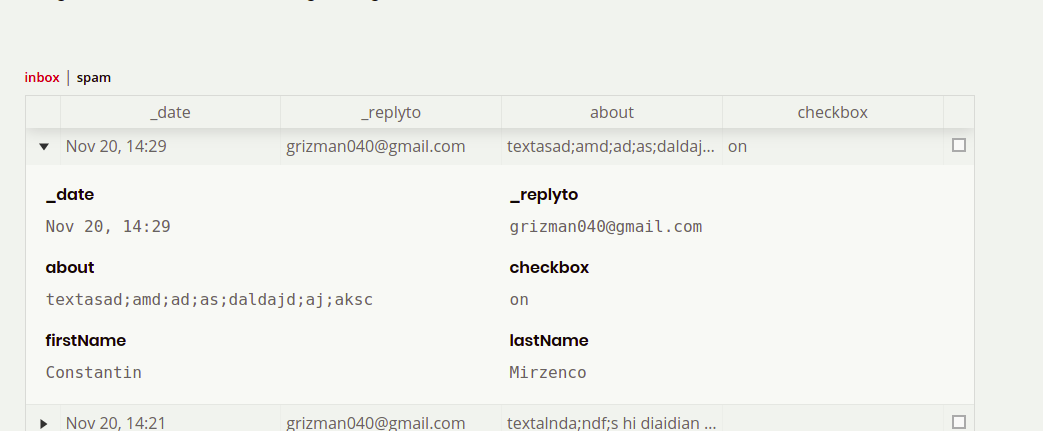 inbox | spam
_date _replyto about checkbox
Nov 20, 14:29 grizman040@gmail.com textasad;amd;ad;as;daldaj... on
_date _replyto
Nov 20, 14:29 grizman040@gmail.com
about checkbox
textasad;amd;ad;as;daldajd;aj;aksc on
firstName lastName
Constantin Mirzenco
Nov 20, 14:21 grizman040@gmail.com textalnda;ndf;s hi diaidian ...